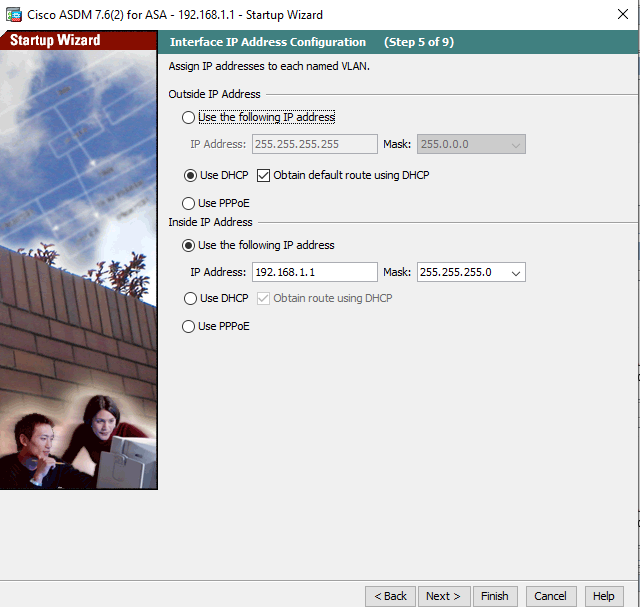 Cisco ASDM 7.6(2) for ASA - 192.168.1.1 - Startup Wizard
Startup Wizard
Interface IP Address Configuration (Step 5 of 9)
Assign IP addresses to each named VLAN.
Outside IP Address
Use the following IP address
IP Address: 255.255.255.255 Mask: 255.0.0.0
Use DHCP Obtain default route using DHCP
Use PPPoE
Inside IP Address
Use the following IP address
IP Address: 192.168.1.1 Mask: 255.255.255.0
Use DHCP Obtain route using DHCP
Use PPPoE
< Back Next > Finish Cancel Help